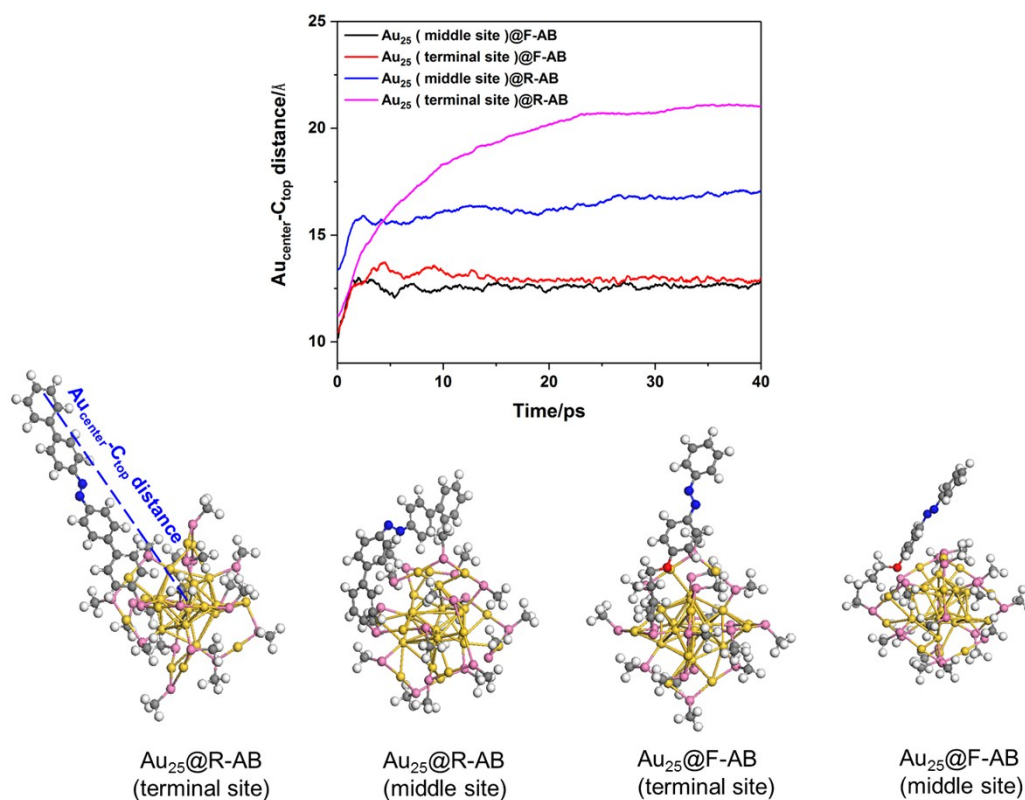 Au25 ( middle site )@F-AB
Au25 ( terminal site )@F-AB
Au25 ( middle site )@R-AB
Au25 ( terminal site )@R-AB
Aucenter-Ctop distance/Å
25
20
15
10
0
10
20
30
40
Time/ps
Aucenter-Ctop distance
Au25@R-AB
(terminal site)
Au25@R-AB
(middle site)
Au25@F-AB
(terminal site)
Au25@F-AB
(middle site)